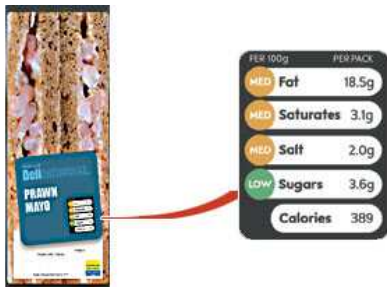 Deli
PRAWN
MAYO
PER 100g PER PACK
MED Fat 18.5g
MED Saturates 3.1g
MED Salt 2.0g
LOW Sugars 3.6g
Calories 389